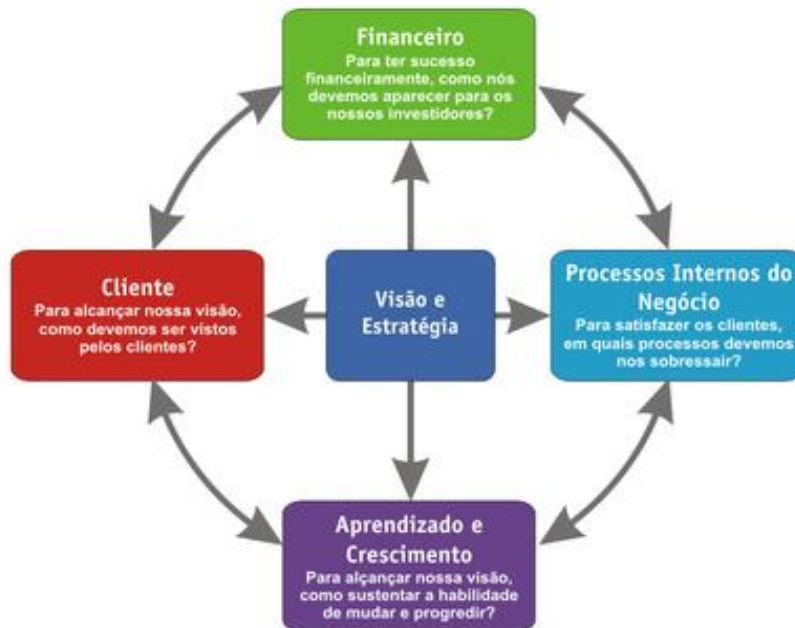 Financeiro
Para ter sucesso
financeiramente, como nós
devemos aparecer para os
nossos investidores?
Cliente
Para alcançar nossa visão,
como devemos ser vistos
pelos clientes?
Visão e
Estratégia
Processos Internos do
Negócio
Para satisfazer os clientes,
em quais processos devemos
nos sobressair?
Aprendizado e
Crescimento
Para alçançar nossa visão,
como sustentar a habilidade
de mudar e progredir?